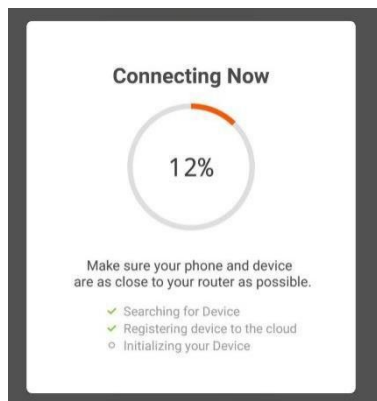 Connecting Now
12%
Make sure your phone and device
are as close to your router as possible.
Searching for Device
Registering device to the cloud
Initializing your Device